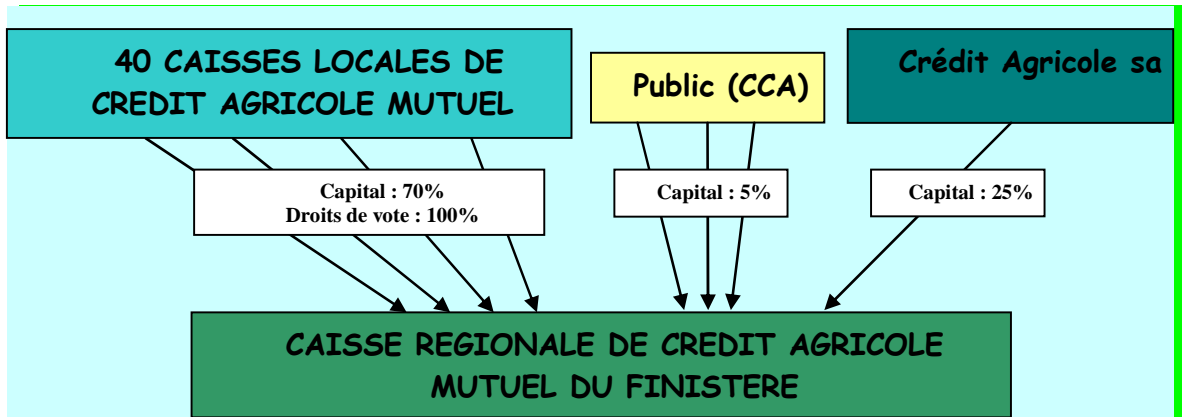 40 CAISSES LOCALES DE
CREDIT AGRICOLE MUTUEL
Public (CCA)
Crédit Agricole sa
Capital : 70%
Droits de vote : 100%
Capital : 5%
Capital : 25%
CAISSE REGIONALE DE CREDIT AGRICOLE
MUTUEL DU FINISTERE